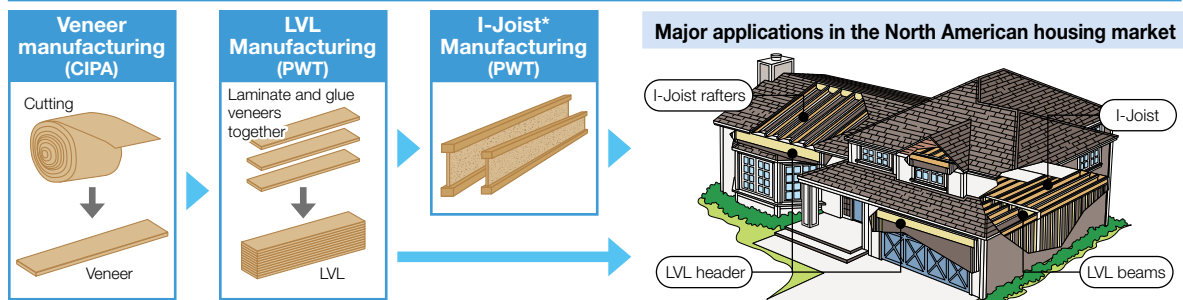 Veneer
manufacturing
(CIPA)
Cutting
Veneer
LVL
Manufacturing
(PWT)
Laminate and glue
veneers
together
LVL
I-Joist*
Manufacturing
(PWT)
Major applications in the North American housing market
I-Joist rafters
I-Joist
LVL header
LVL beams